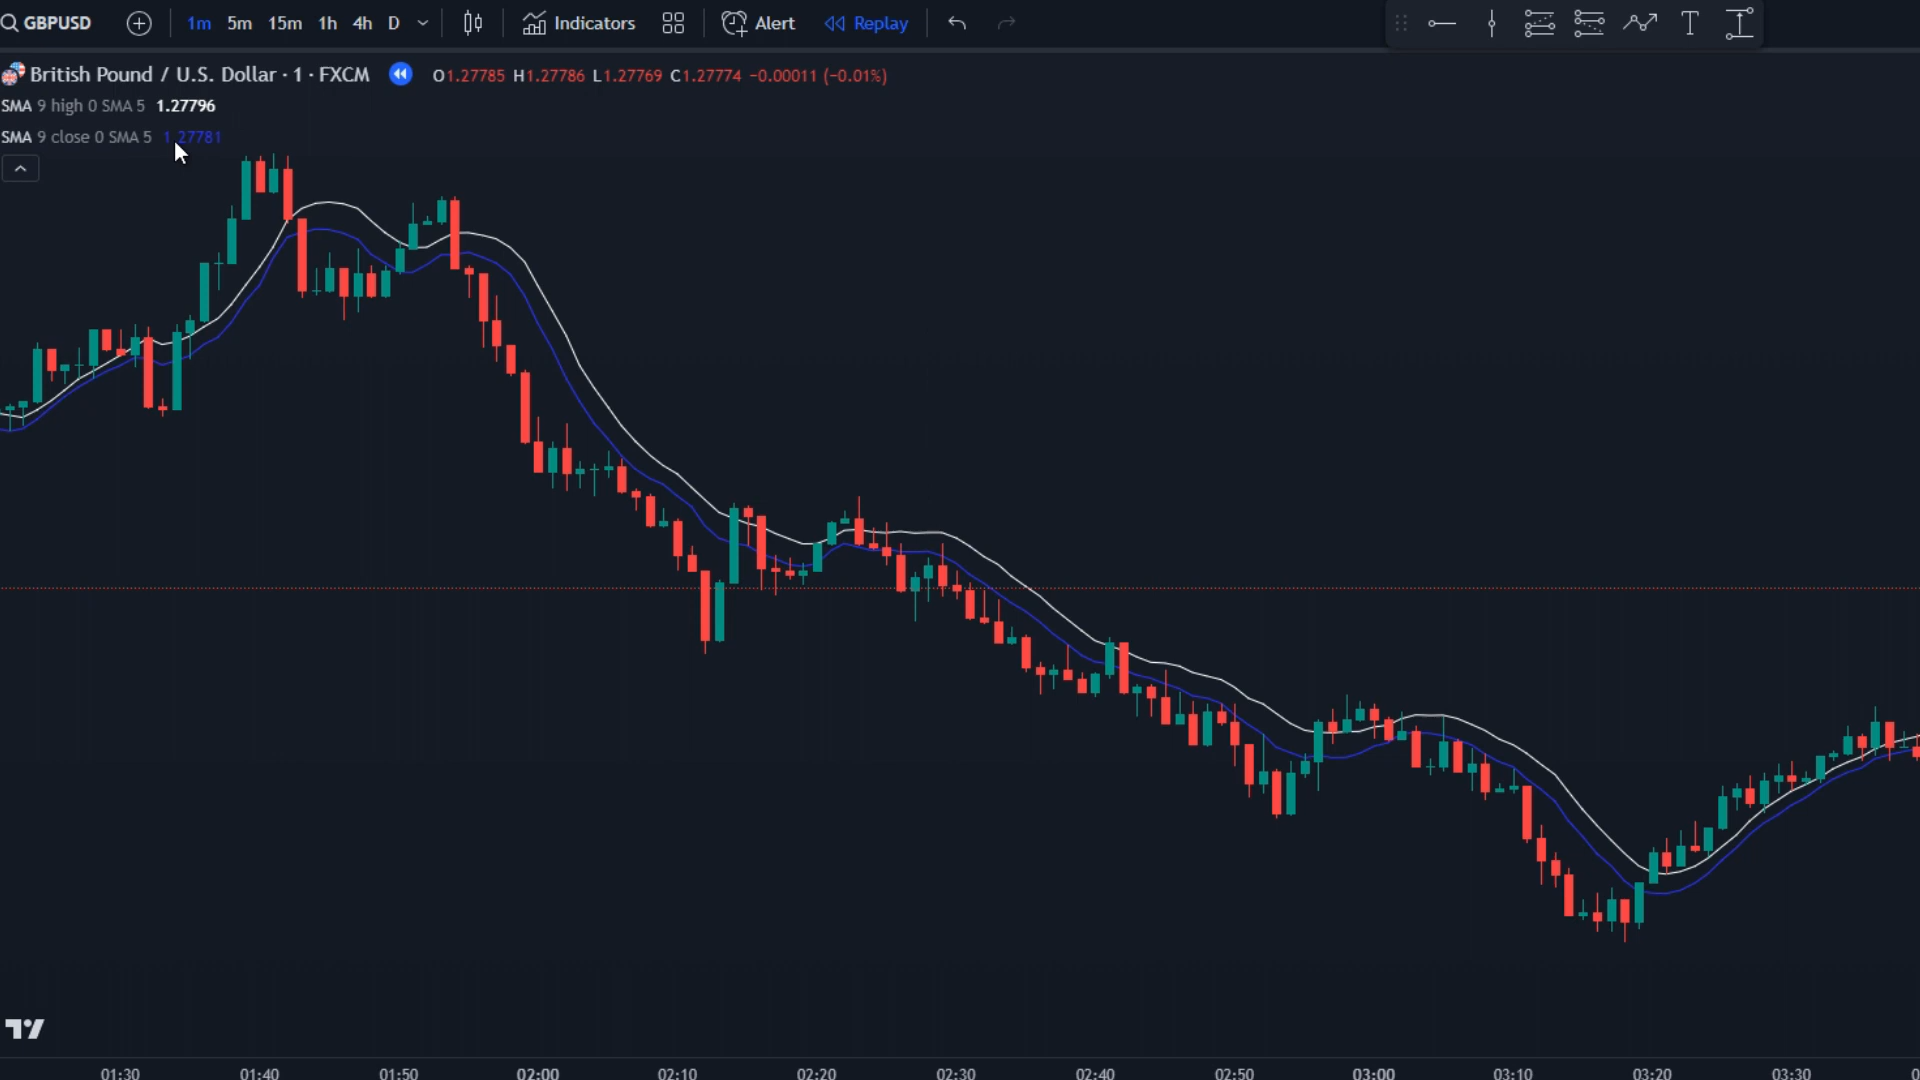 GBPUSD 1m 5m 15m 1h 4h D Indicators Alert Replay T
British Pound / U.S. Dollar · 1 · FXCM O1.27785 H1.27786 L1.27769 C1.27774 −0.00011 (−0.01%)
SMA 9 high 0 SMA 5 1.27796
SMA 9 close 0 SMA 5 1.27781
01:30 01:40 01:50 02:00 02:10 02:20 02:30 02:40 02:50 03:00 03:10 03:20 03:30